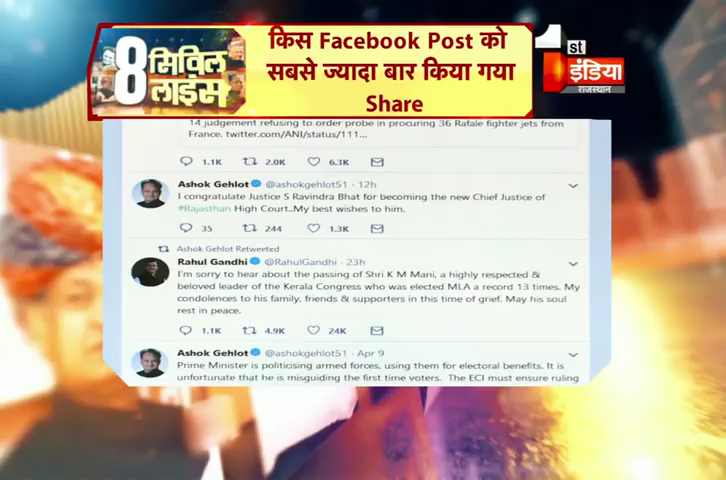 8 सिविल लाइंस
किस Facebook Post को
सबसे ज्यादा बार किया गया
Share
1st
इंडिया
राजस्थान
14 judgement refusing to order probe in procuring 36 Rafale fighter jets from
France. twitter.com/ANI/status/111...
1.1K 2.0K 6.3K
Ashok Gehlot @ashokgehlot51 · 12h
I congratulate Justice S Ravindra Bhat for becoming the new Chief Justice of
#Rajasthan High Court..My best wishes to him.
35 244 1.3K
Ashok Gehlot Retweeted
Rahul Gandhi @RahulGandhi · 23h
I'm sorry to hear about the passing of Shri K M Mani, a highly respected &
beloved leader of the Kerala Congress who was elected MLA a record 13 times. My
condolences to his family, friends & supporters in this time of grief. May his soul
rest in peace.
1.1K 4.9K 24K
Ashok Gehlot @ashokgehlot51 · Apr 9
Prime Minister is politicising armed forces, using them for electoral benefits. It is
unfortunate that he is misguiding the first time voters. The ECI must ensure ruling